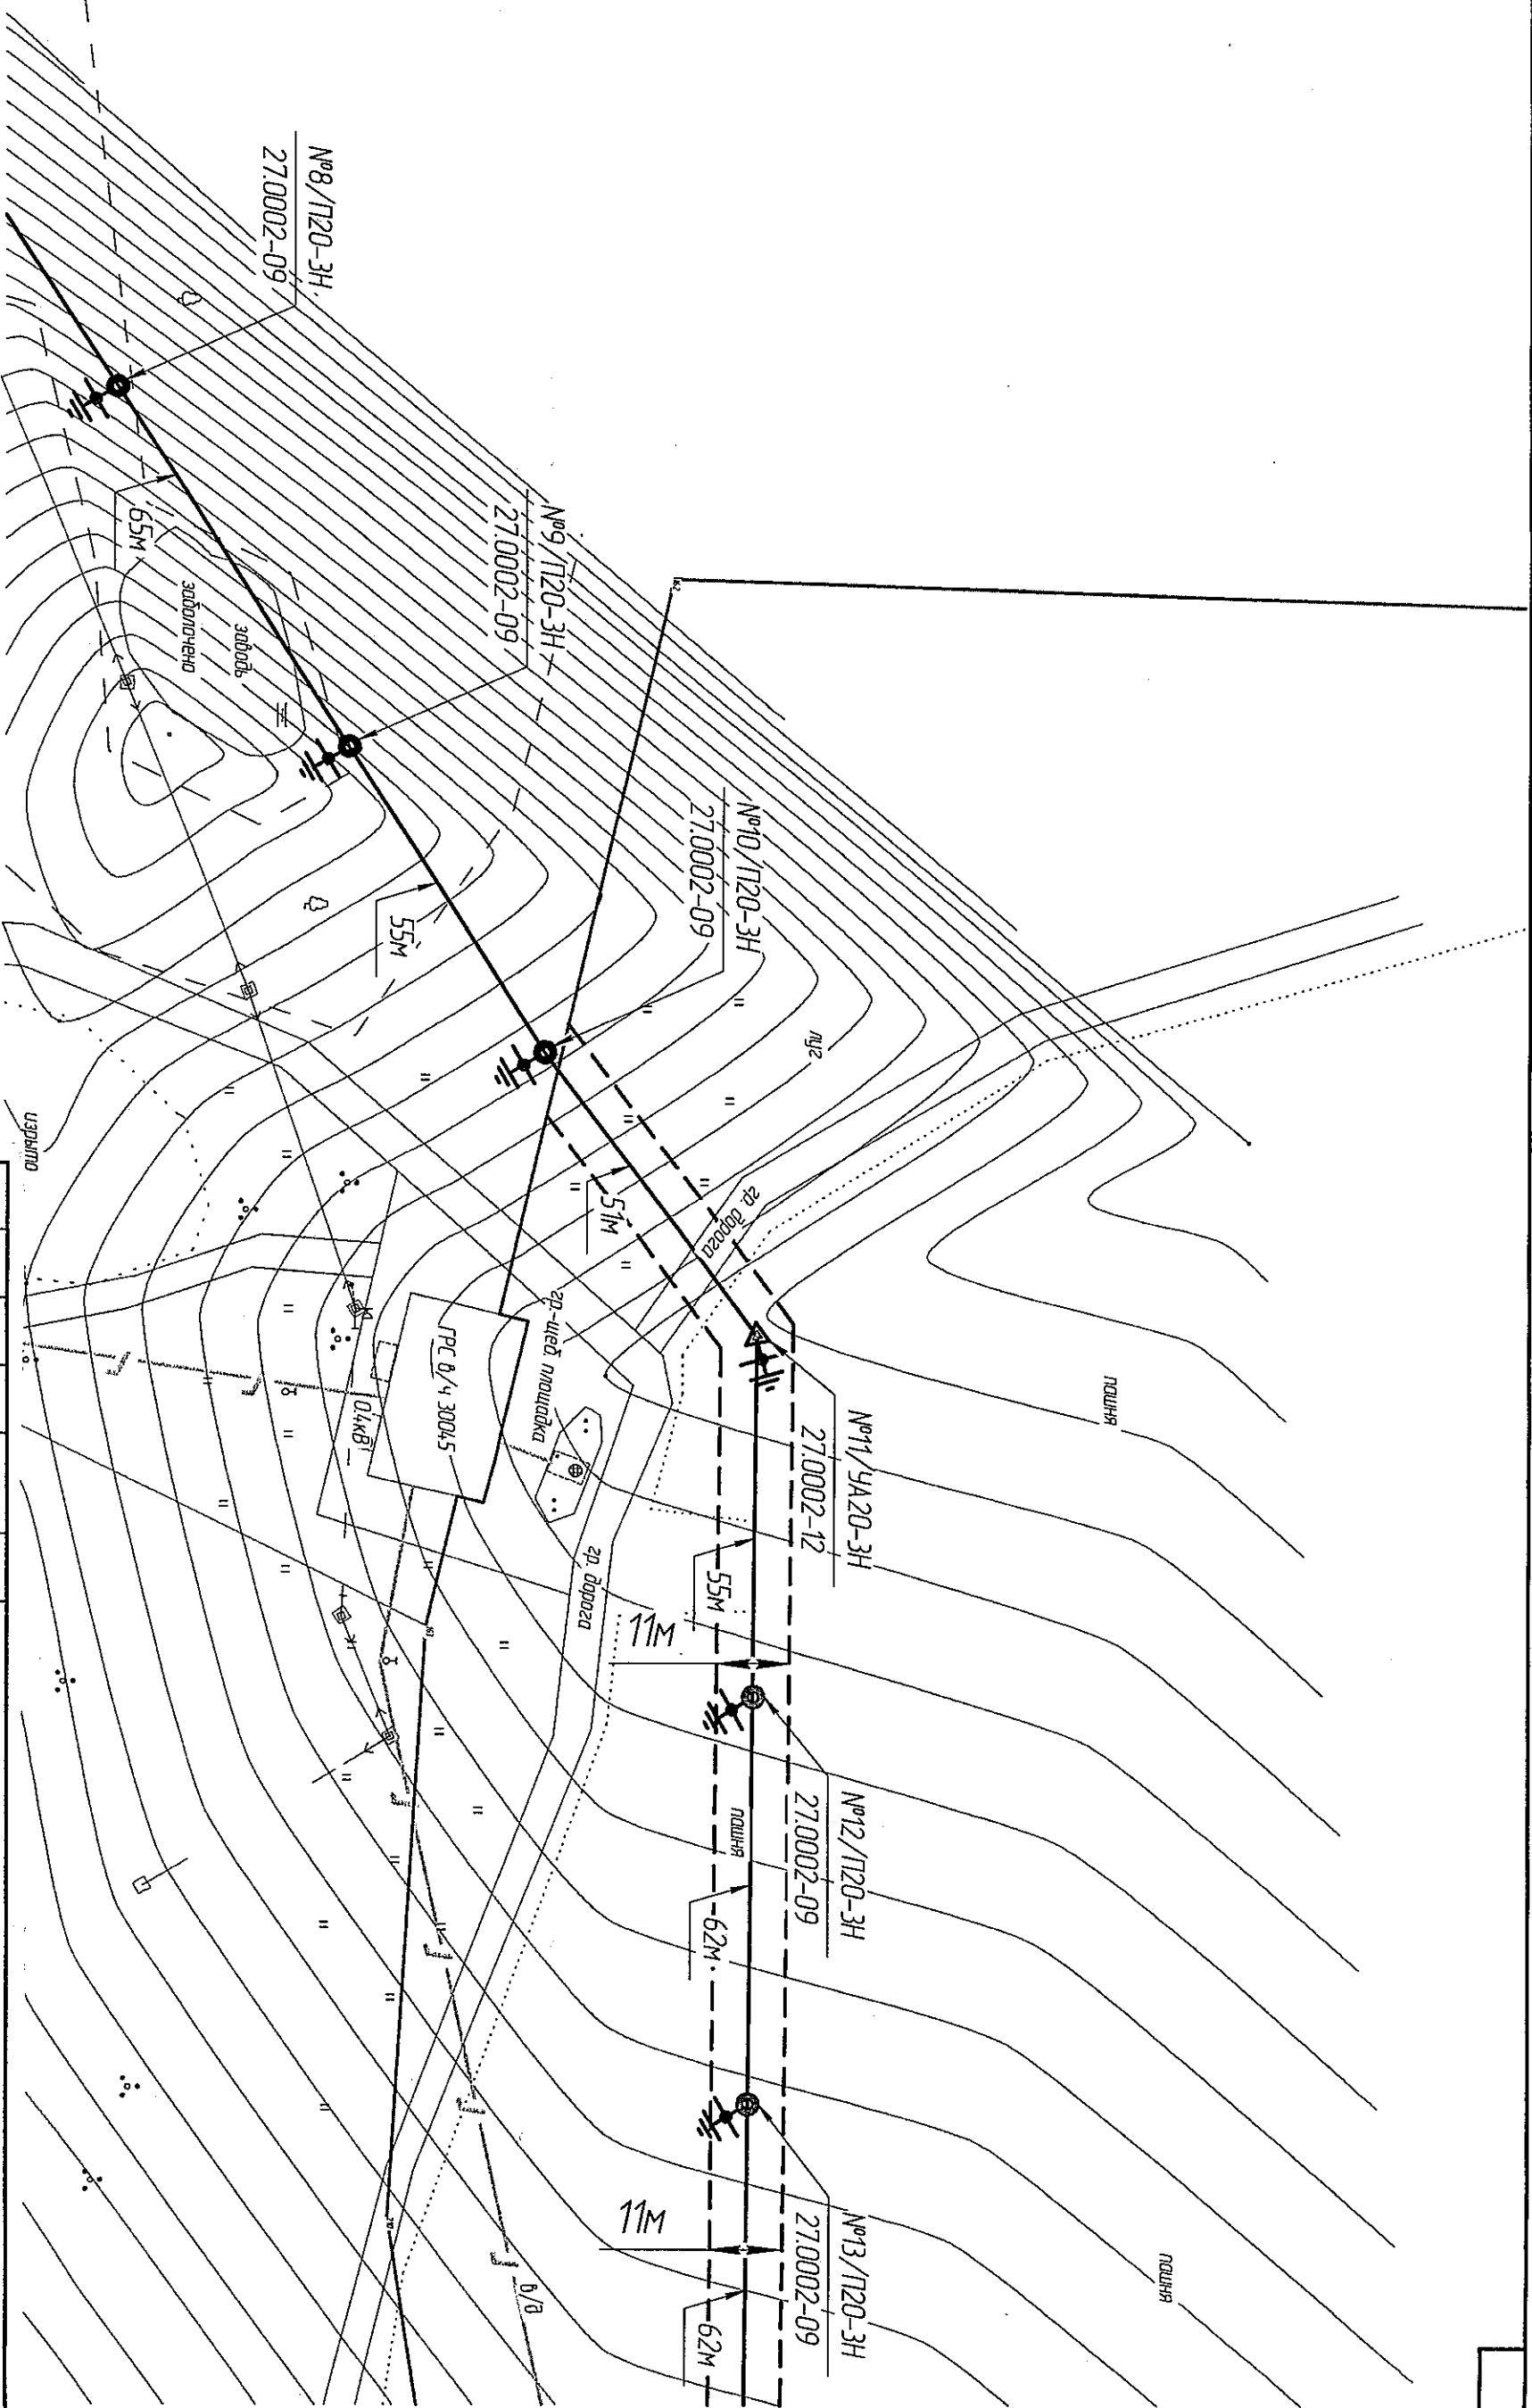 №8/П20-3Н
27.0002-09
65м
заболочено
заводь
№9/П20-3Н
27.0002-09
55м
№10/П20-3Н
27.0002-09
луг
51м
гр. дорога
изрыто
гр.-щеб. площадка
ГРС в/ч 30045
0.4кВ
№11/УА20-3Н
27.0002-12
55м
пашня
гр. дорога
11м
№12/П20-3Н
27.0002-09
пашня
62м
№13/П20-3Н
27.0002-09
11м
62м
пашня
в/д